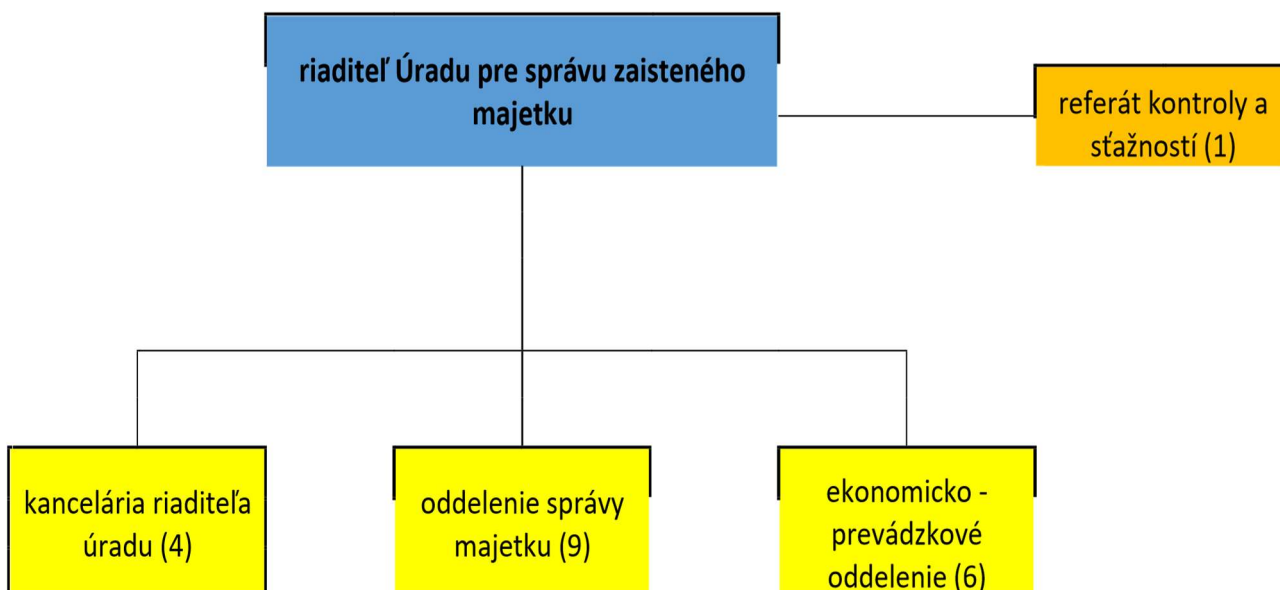 riaditeľ Úradu pre správu zaisteného
majetku
referát kontroly a
sťažností (1)
kancelária riaditeľa
úradu (4)
oddelenie správy
majetku (9)
ekonomicko -
prevádzkové
oddelenie (6)